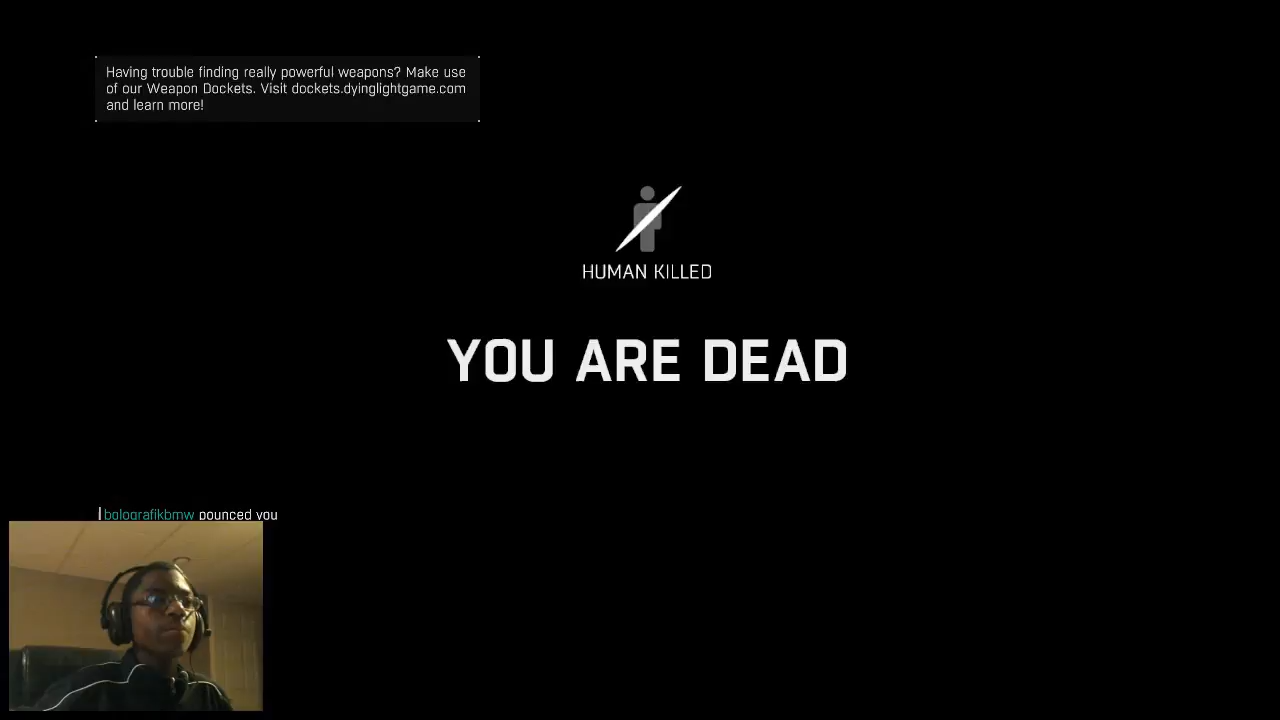 Having trouble finding really powerful weapons? Make use
of our Weapon Dockets. Visit dockets.dyinglightgame.com
and learn more!
HUMAN KILLED
YOU ARE DEAD
bolografikbmw pounced you